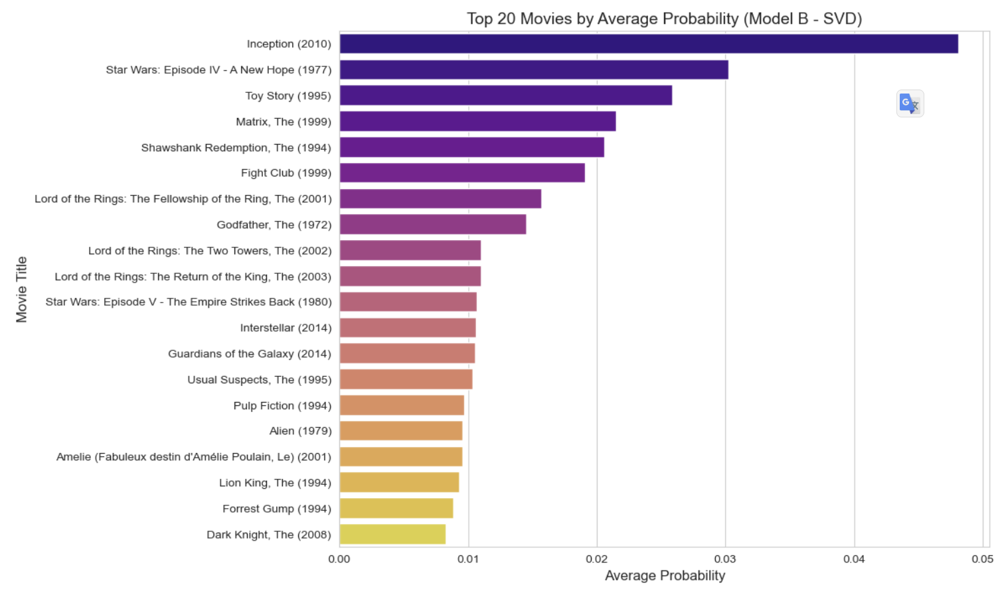 Top 20 Movies by Average Probability (Model B - SVD)
Inception (2010)
Star Wars: Episode IV - A New Hope (1977)
Toy Story (1995)
Matrix, The (1999)
Shawshank Redemption, The (1994)
Fight Club (1999)
Lord of the Rings: The Fellowship of the Ring, The (2001)
Godfather, The (1972)
Lord of the Rings: The Two Towers, The (2002)
Lord of the Rings: The Return of the King, The (2003)
Star Wars: Episode V - The Empire Strikes Back (1980)
Interstellar (2014)
Guardians of the Galaxy (2014)
Usual Suspects, The (1995)
Pulp Fiction (1994)
Alien (1979)
Amelie (Fabuleux destin d'Amélie Poulain, Le) (2001)
Lion King, The (1994)
Forrest Gump (1994)
Dark Knight, The (2008)
Movie Title
0.00 0.01 0.02 0.03 0.04 0.05
Average Probability
G 文